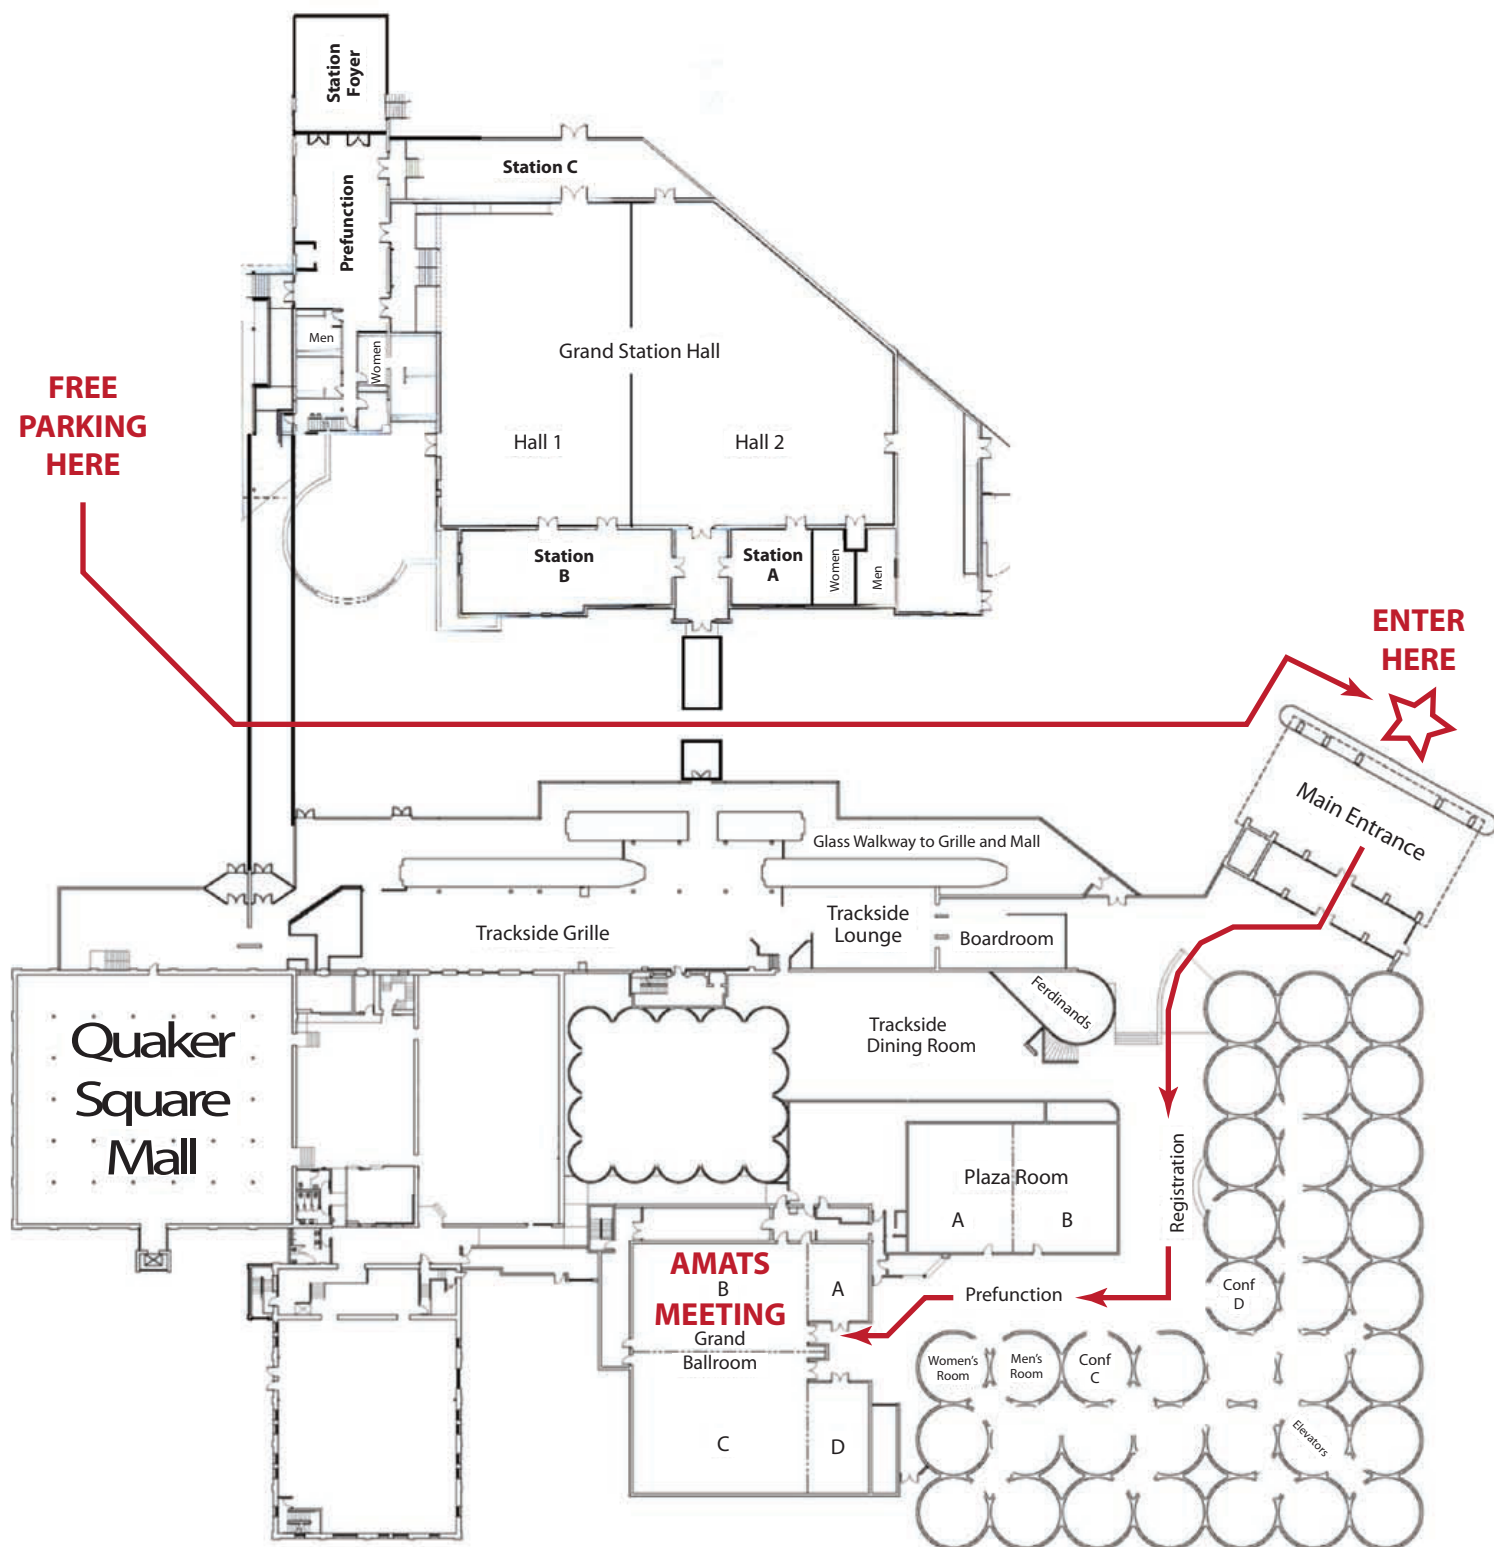 Station
Foyer
Prefunction
Station C
Men
Women
Grand Station Hall
Hall 1
Hall 2
FREE
PARKING
HERE
Station
B
Station
A
Women
Men
ENTER
HERE
Main Entrance
Glass Walkway to Grille and Mall
Trackside Grille
Trackside
Lounge
Boardroom
Ferdinands
Trackside
Dining Room
Quaker
Square
Mall
Plaza Room
A
B
Registration
AMATS
B
MEETING
Grand
Ballroom
A
C
D
Prefunction
Conf
D
Women's
Room
Men's
Room
Conf
C
Elevators